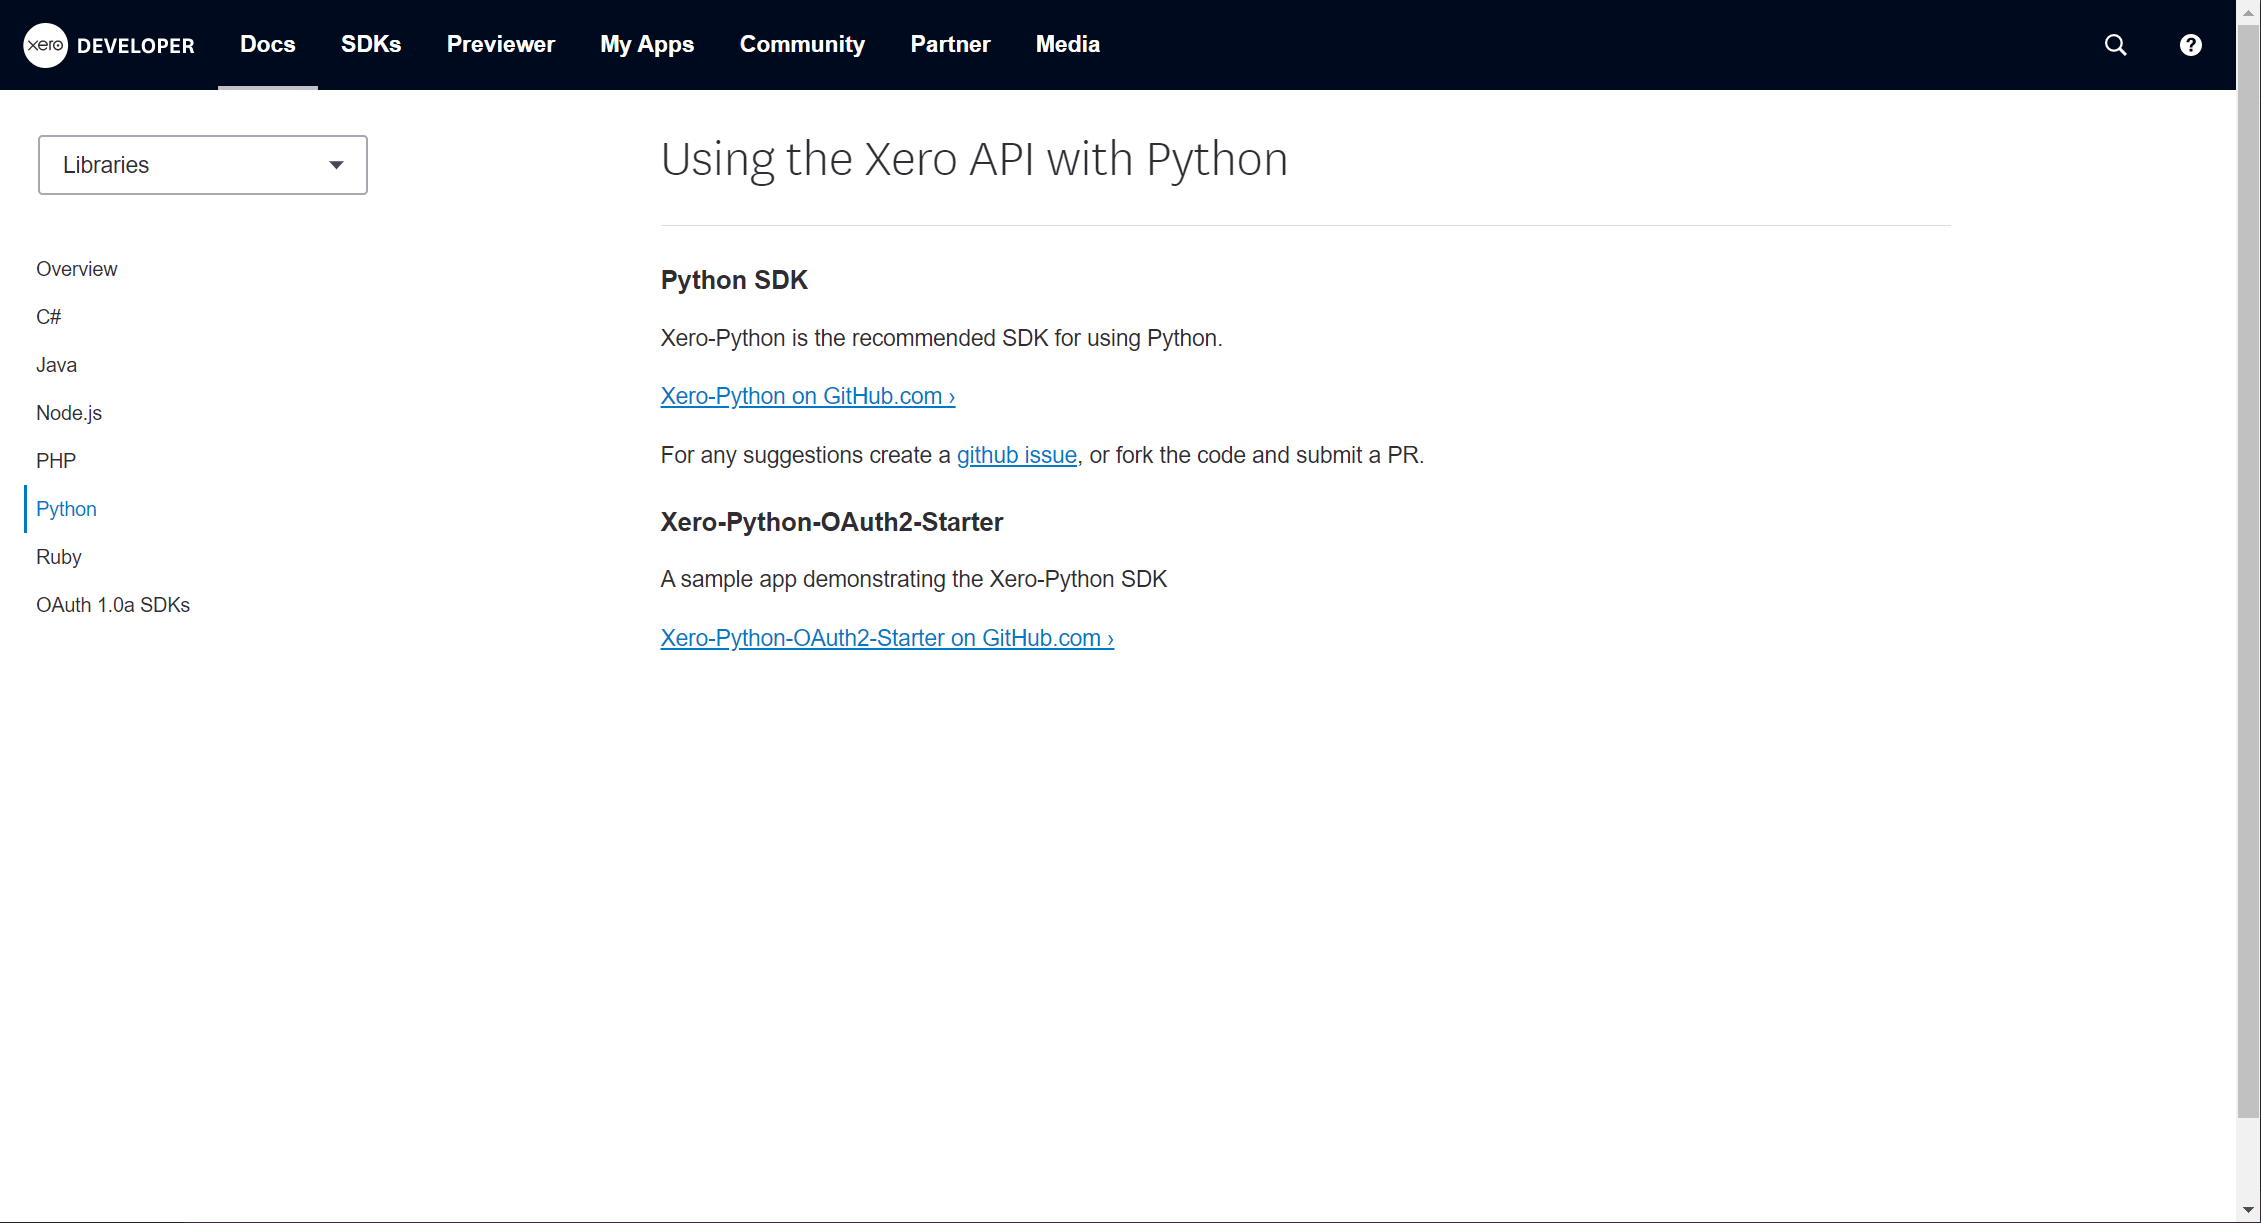 xero DEVELOPER Docs SDKs Previewer My Apps Community Partner Media ?
Libraries
Overview
C#
Java
Node.js
PHP
Python
Ruby
OAuth 1.0a SDKs
Using the Xero API with Python
Python SDK
Xero-Python is the recommended SDK for using Python.
Xero-Python on GitHub.com ›
For any suggestions create a github issue, or fork the code and submit a PR.
Xero-Python-OAuth2-Starter
A sample app demonstrating the Xero-Python SDK
Xero-Python-OAuth2-Starter on GitHub.com ›